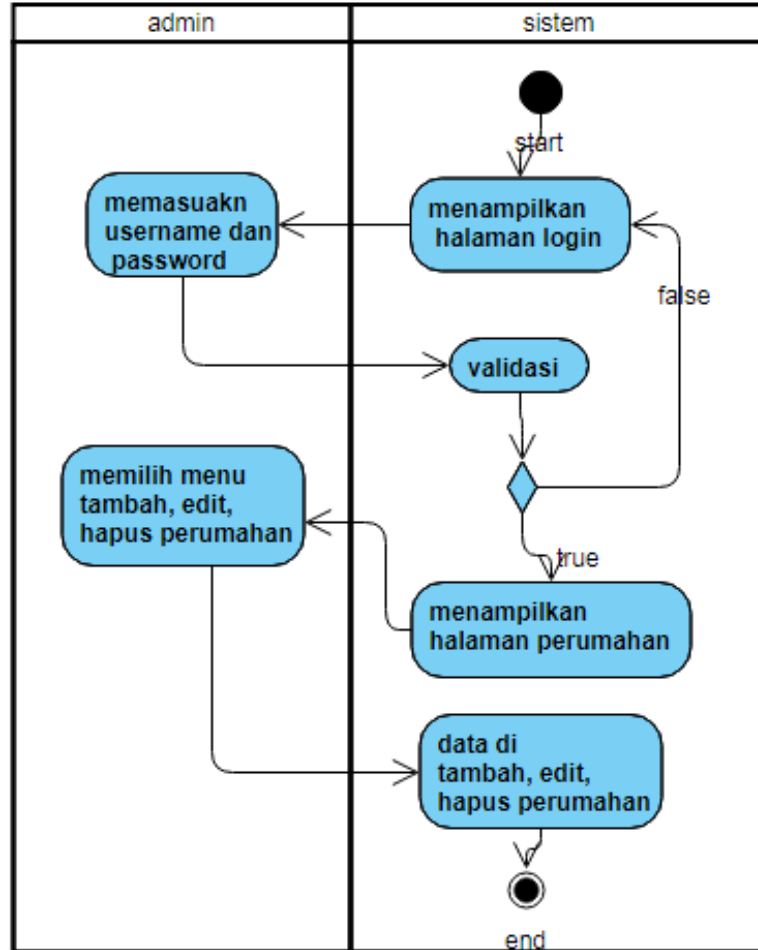 admin
sistem
start
menampilkan
halaman login
memasuakn
username dan
password
false
validasi
memilih menu
tambah, edit,
hapus perumahan
true
menampilkan
halaman perumahan
data di
tambah, edit,
hapus perumahan
end